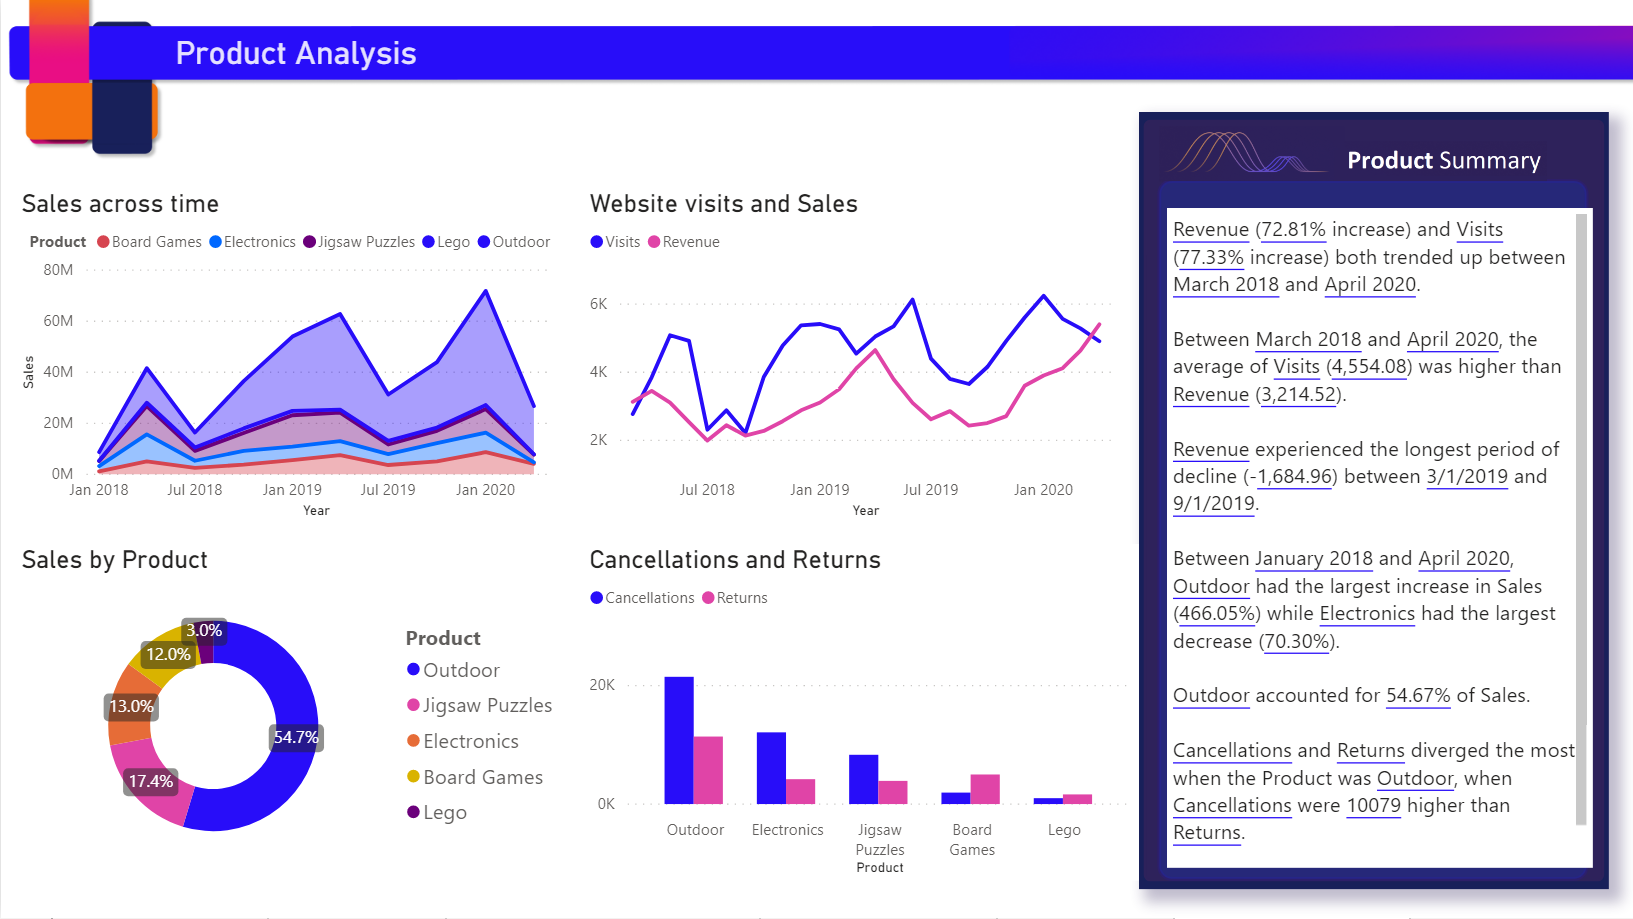 Product Analysis
Sales across time
Product Board Games Electronics Jigsaw Puzzles Lego Outdoor
80M
60M
40M
20M
0M
Sales
Jan 2018 Jul 2018 Jan 2019 Jul 2019 Jan 2020
Year
Website visits and Sales
Visits Revenue
6K
4K
2K
Jul 2018 Jan 2019 Jul 2019 Jan 2020
Year
Sales by Product
3.0%
12.0%
13.0%
54.7%
17.4%
Product
Outdoor
Jigsaw Puzzles
Electronics
Board Games
Lego
Cancellations and Returns
Cancellations Returns
20K
0K
Outdoor Electronics Jigsaw Board Lego
Puzzles Games
Product
Product Summary
Revenue (72.81% increase) and Visits
(77.33% increase) both trended up between
March 2018 and April 2020.
Between March 2018 and April 2020, the
average of Visits (4,554.08) was higher than
Revenue (3,214.52).
Revenue experienced the longest period of
decline (-1,684.96) between 3/1/2019 and
9/1/2019.
Between January 2018 and April 2020,
Outdoor had the largest increase in Sales
(466.05%) while Electronics had the largest
decrease (70.30%).
Outdoor accounted for 54.67% of Sales.
Cancellations and Returns diverged the most
when the Product was Outdoor, when
Cancellations were 10079 higher than
Returns.